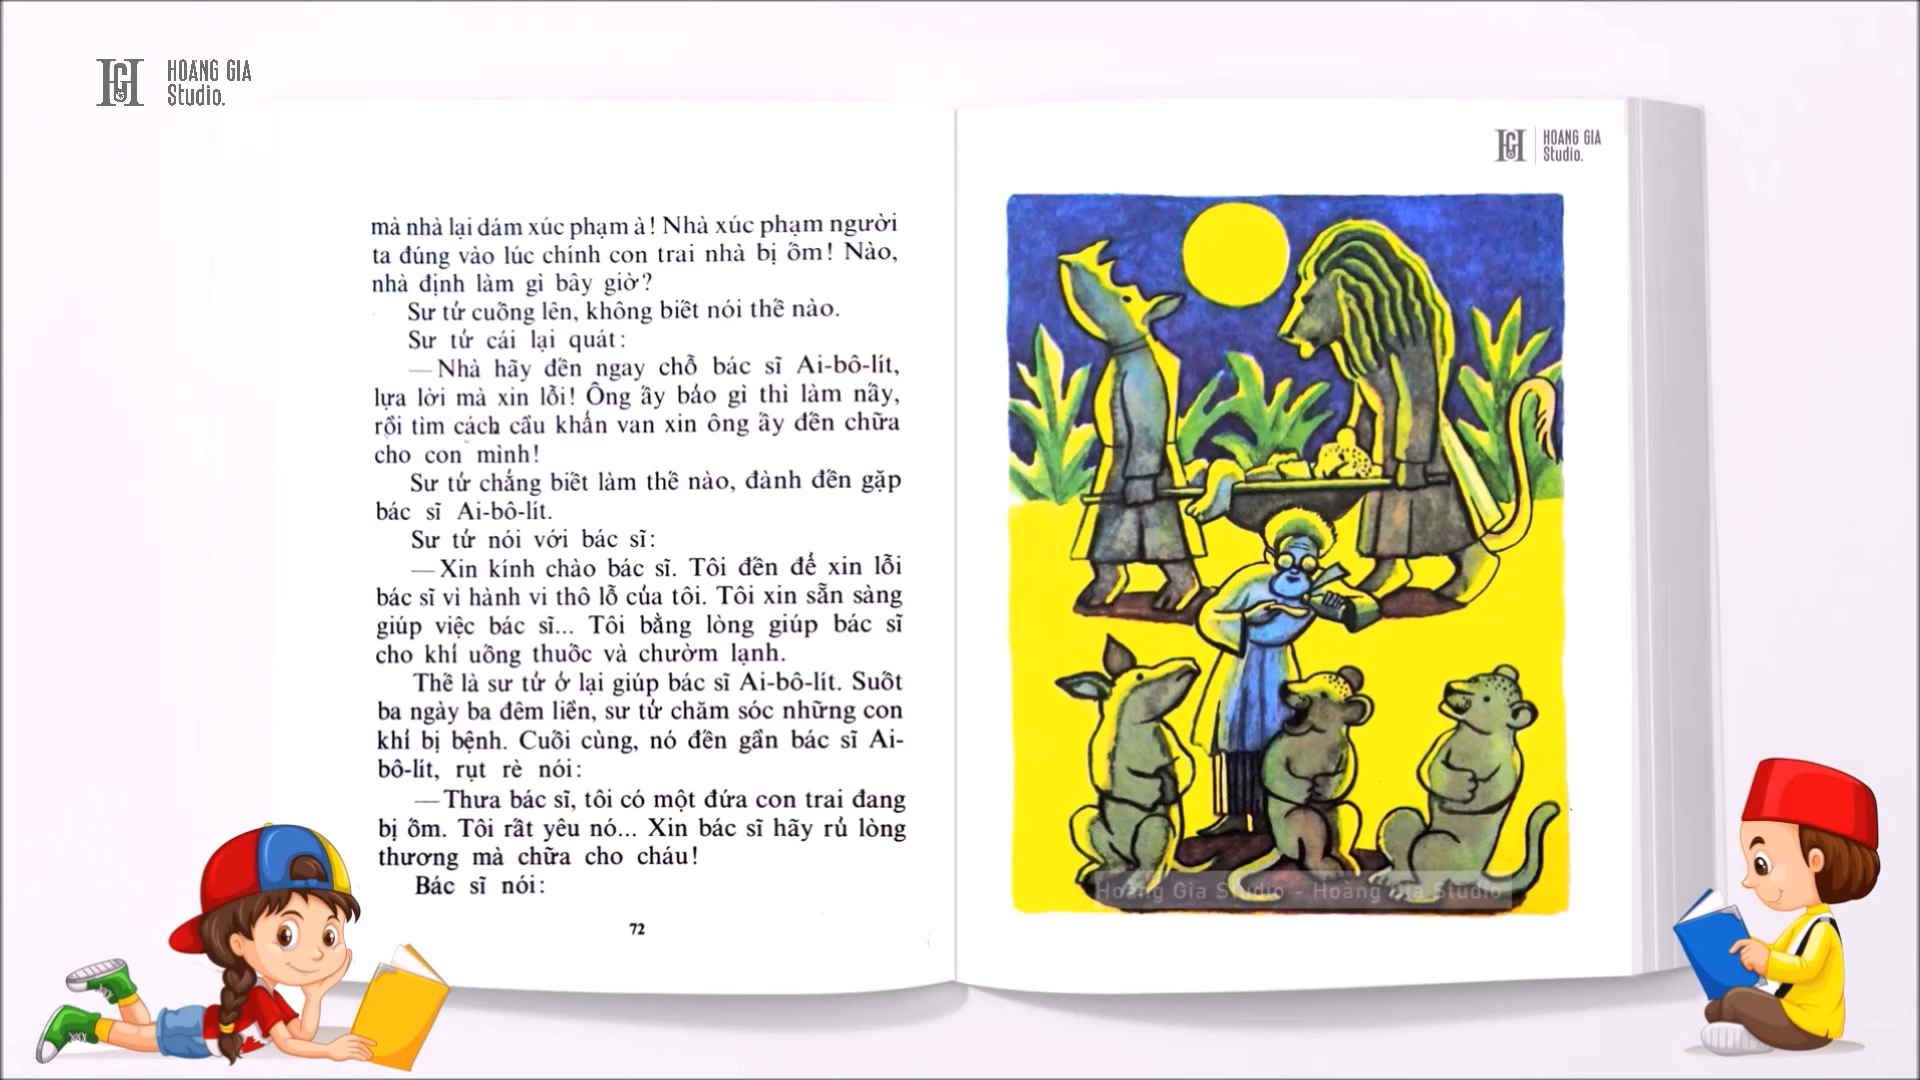 HOANG GIA
Studio.
HOANG GIA
Studio.
mà nhà lại dám xúc phạm à! Nhà xúc phạm người
ta đúng vào lúc chính con trai nhà bị ốm! Nào,
nhà định làm gì bây giờ?
Sư tử cuống lên, không biết nói thế nào.
Sư tử cái lại quát:
— Nhà hãy đến ngay chỗ bác sĩ Ai-bô-lít,
lựa lời mà xin lỗi! Ông ấy bảo gì thì làm nấy,
rồi tìm cách cầu khẩn van xin ông ấy đến chữa
cho con mình!
Sư tử chẳng biết làm thế nào, đành đến gặp
bác sĩ Ai-bô-lít.
Sư tử nói với bác sĩ:
— Xin kính chào bác sĩ. Tôi đến để xin lỗi
bác sĩ vì hành vi thô lỗ của tôi. Tôi xin sẵn sàng
giúp việc bác sĩ... Tôi bằng lòng giúp bác sĩ
cho khỉ uống thuốc và chườm lạnh.
Thế là sư tử ở lại giúp bác sĩ Ai-bô-lít. Suốt
ba ngày ba đêm liền, sư tử chăm sóc những con
khỉ bị bệnh. Cuối cùng, nó đến gần bác sĩ Ai-
bô-lít, rụt rè nói:
— Thưa bác sĩ, tôi có một đứa con trai đang
bị ốm. Tôi rất yêu nó... Xin bác sĩ hãy rủ lòng
thương mà chữa cho cháu!
Bác sĩ nói:
72
Hoàng Gia Studio - Hoàng Gia Studio